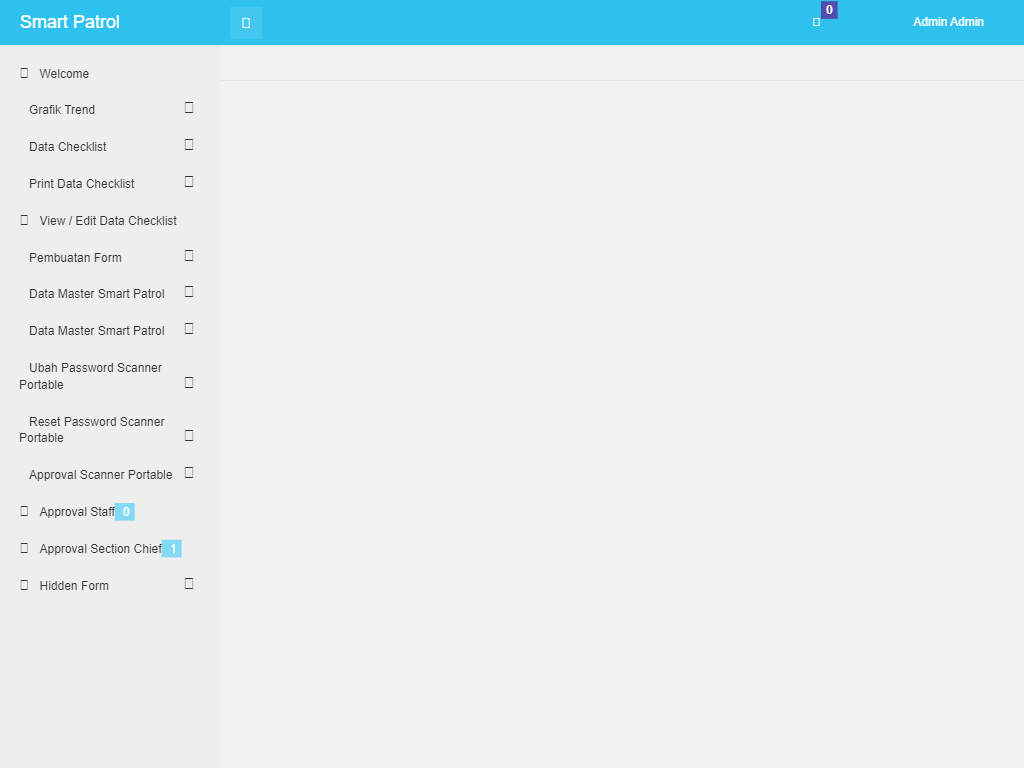 Smart Patrol
0
Admin Admin
Welcome
Grafik Trend
Data Checklist
Print Data Checklist
View / Edit Data Checklist
Pembuatan Form
Data Master Smart Patrol
Data Master Smart Patrol
Ubah Password Scanner
Portable
Reset Password Scanner
Portable
Approval Scanner Portable
Approval Staff 0
Approval Section Chief 1
Hidden Form